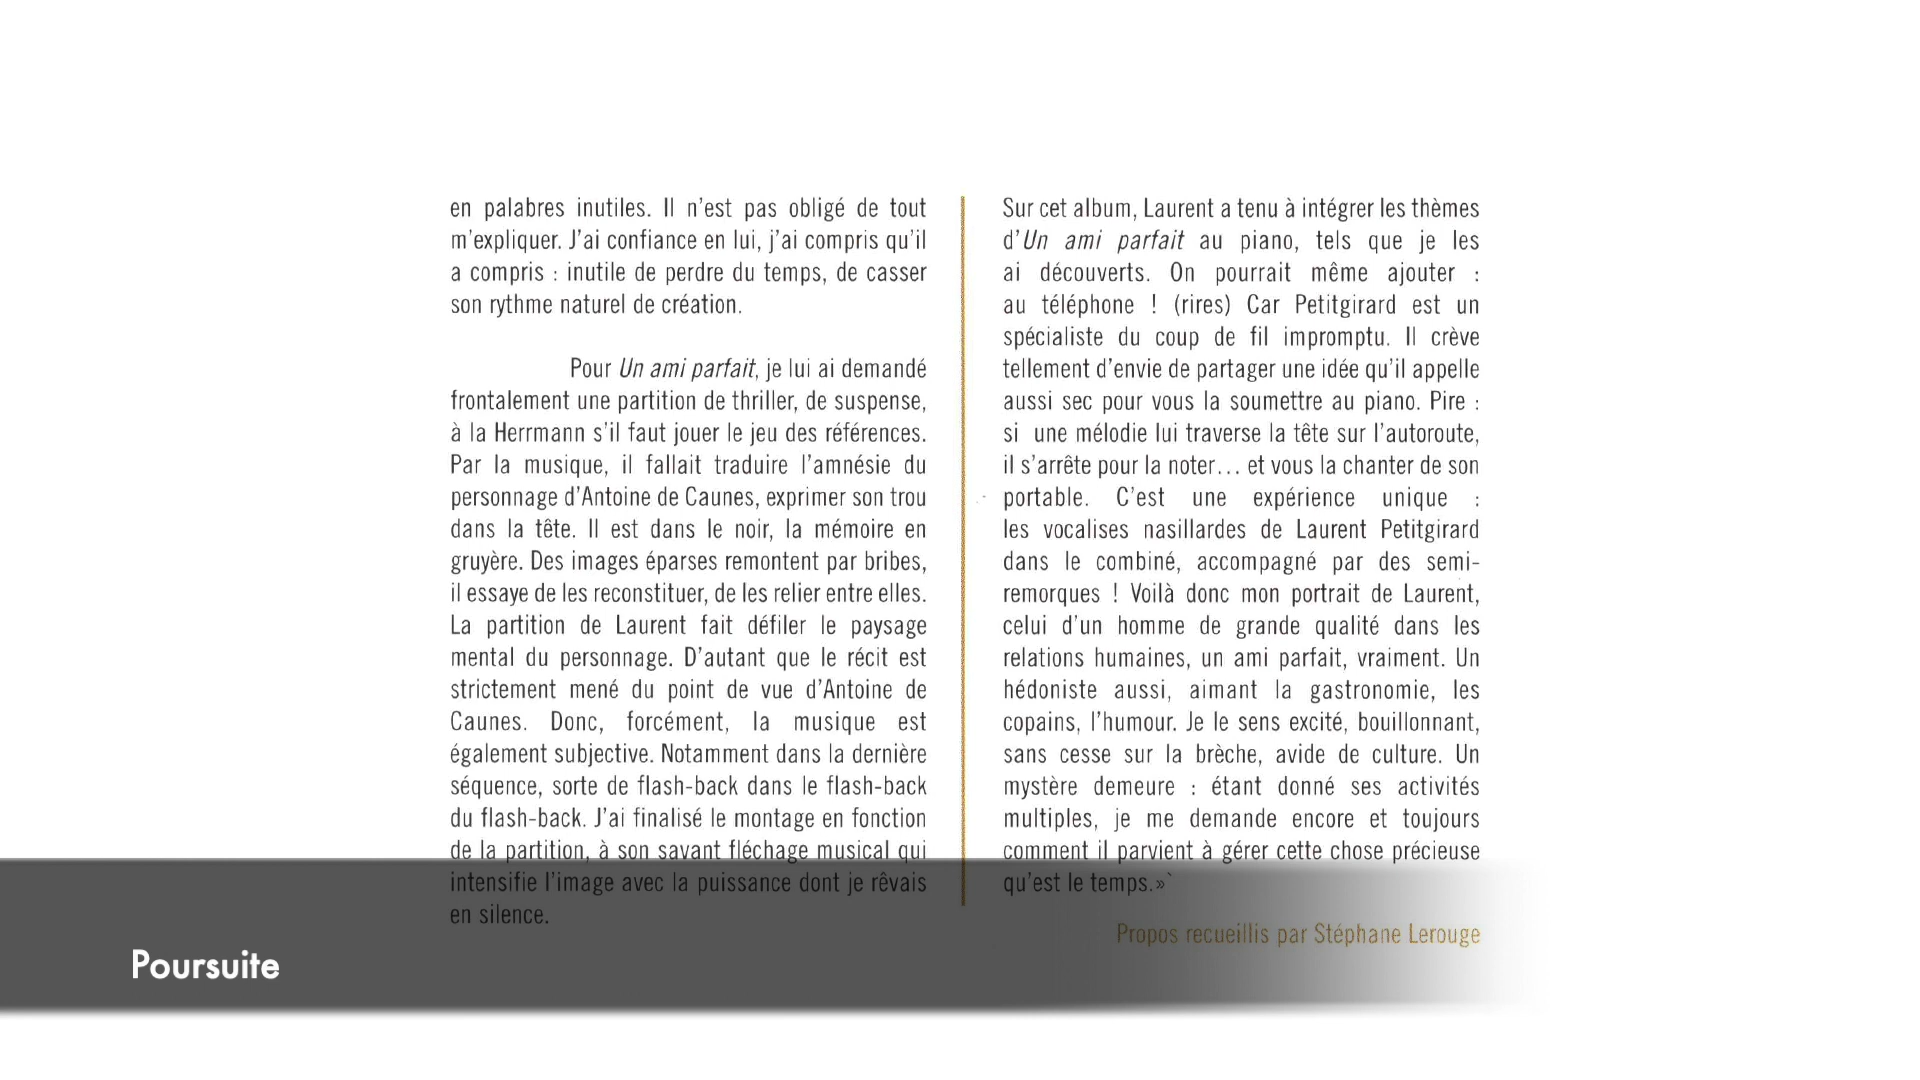 en palabres inutiles. Il n'est pas obligé de tout
m'expliquer. J'ai confiance en lui, j'ai compris qu'il
a compris : inutile de perdre du temps, de casser
son rythme naturel de création.
Pour Un ami parfait, je lui ai demandé
frontalement une partition de thriller, de suspense,
à la Herrmann s'il faut jouer le jeu des références.
Par la musique, il fallait traduire l'amnésie du
personnage d'Antoine de Caunes, exprimer son trou
dans la tête. Il est dans le noir, la mémoire en
gruyère. Des images éparses remontent par bribes,
il essaye de les reconstituer, de les relier entre elles.
La partition de Laurent fait défiler le paysage
mental du personnage. D'autant que le récit est
strictement mené du point de vue d'Antoine de
Caunes. Donc, forcément, la musique est
également subjective. Notamment dans la dernière
séquence, sorte de flash-back dans le flash-back
du flash-back. J'ai finalisé le montage en fonction
de la partition, à son savant fléchage musical qui
intensifie l'image avec la puissance dont je rêvais
en silence.
Sur cet album, Laurent a tenu à intégrer les thèmes
d'Un ami parfait au piano, tels que je les
ai découverts. On pourrait même ajouter :
au téléphone ! (rires) Car Petitgirard est un
spécialiste du coup de fil impromptu. Il crève
tellement d'envie de partager une idée qu'il appelle
aussi sec pour vous la soumettre au piano. Pire :
si une mélodie lui traverse la tête sur l'autoroute,
il s'arrête pour la noter... et vous la chanter de son
portable. C'est une expérience unique :
les vocalises nasillardes de Laurent Petitgirard
dans le combiné, accompagné par des semi-
remorques ! Voilà donc mon portrait de Laurent,
celui d'un homme de grande qualité dans les
relations humaines, un ami parfait, vraiment. Un
hédoniste aussi, aimant la gastronomie, les
copains, l'humour. Je le sens excité, bouillonnant,
sans cesse sur la brèche, avide de culture. Un
mystère demeure : étant donné ses activités
multiples, je me demande encore et toujours
comment il parvient à gérer cette chose précieuse
qu'est le temps.»
Propos recueillis par Stéphane Lerouge
Poursuite